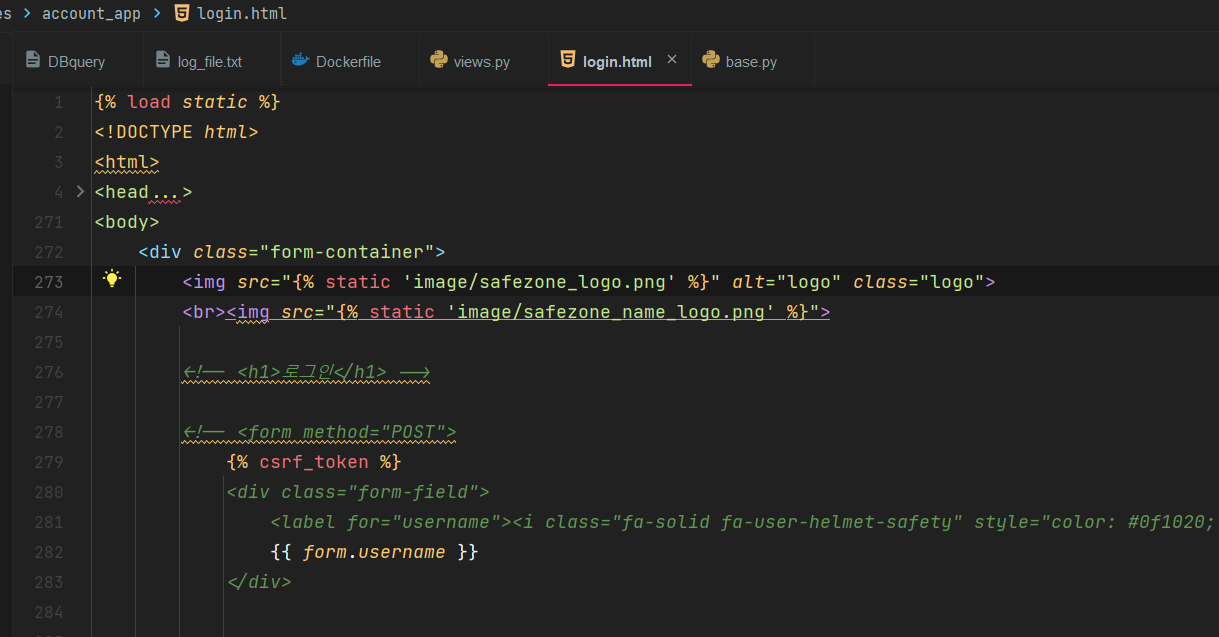 es > account_app > login.html
DBquery log_file.txt Dockerfile views.py login.html × base.py
1 {% load static %}
2 <!DOCTYPE html>
3 <html>
4 <head...>
271 <body>
272 <div class="form-container">
273 <img src="{% static 'image/safezone_logo.png' %}" alt="logo" class="logo">
274 <br><img src="{% static 'image/safezone_name_logo.png' %}">
275
276 <!-- <h1>로그인</h1> -->
277
278 <!-- <form method="POST">
279 {% csrf_token %}
280 <div class="form-field">
281 <label for="username"><i class="fa-solid fa-user-helmet-safety" style="color: #0f1020;
282 {{ form.username }}
283 </div>
284